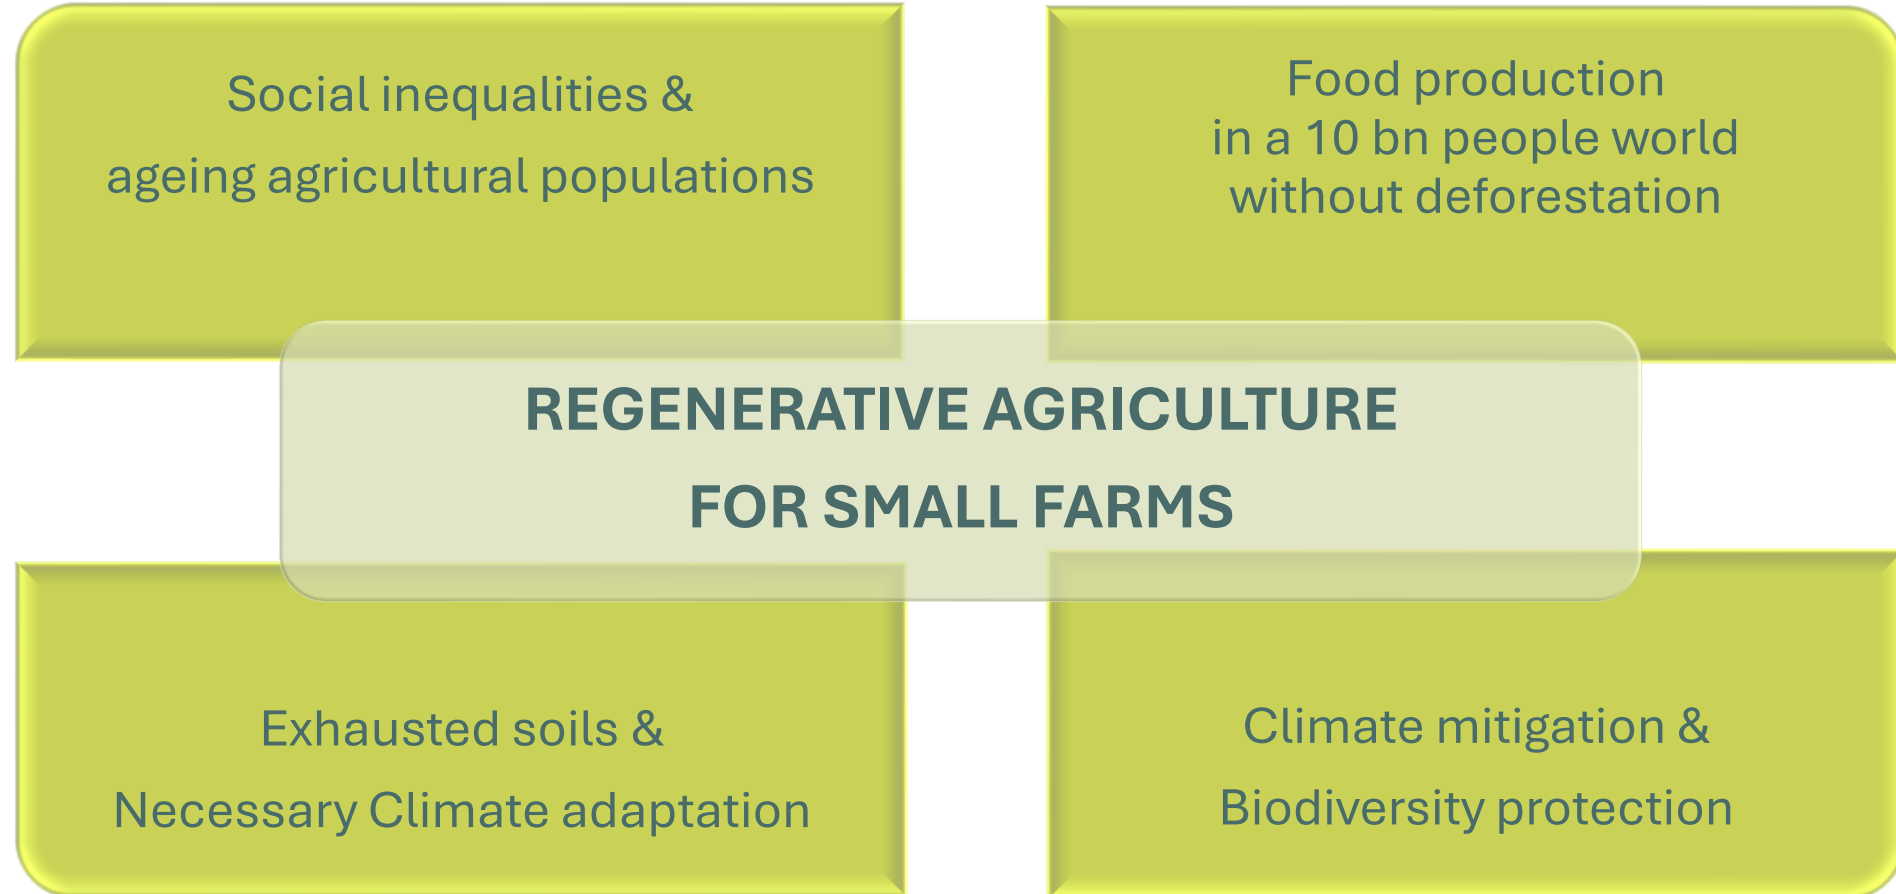 Social inequalities &
ageing agricultural populations
Food production
in a 10 bn people world
without deforestation
REGENERATIVE AGRICULTURE
FOR SMALL FARMS
Exhausted soils &
Necessary Climate adaptation
Climate mitigation &
Biodiversity protection